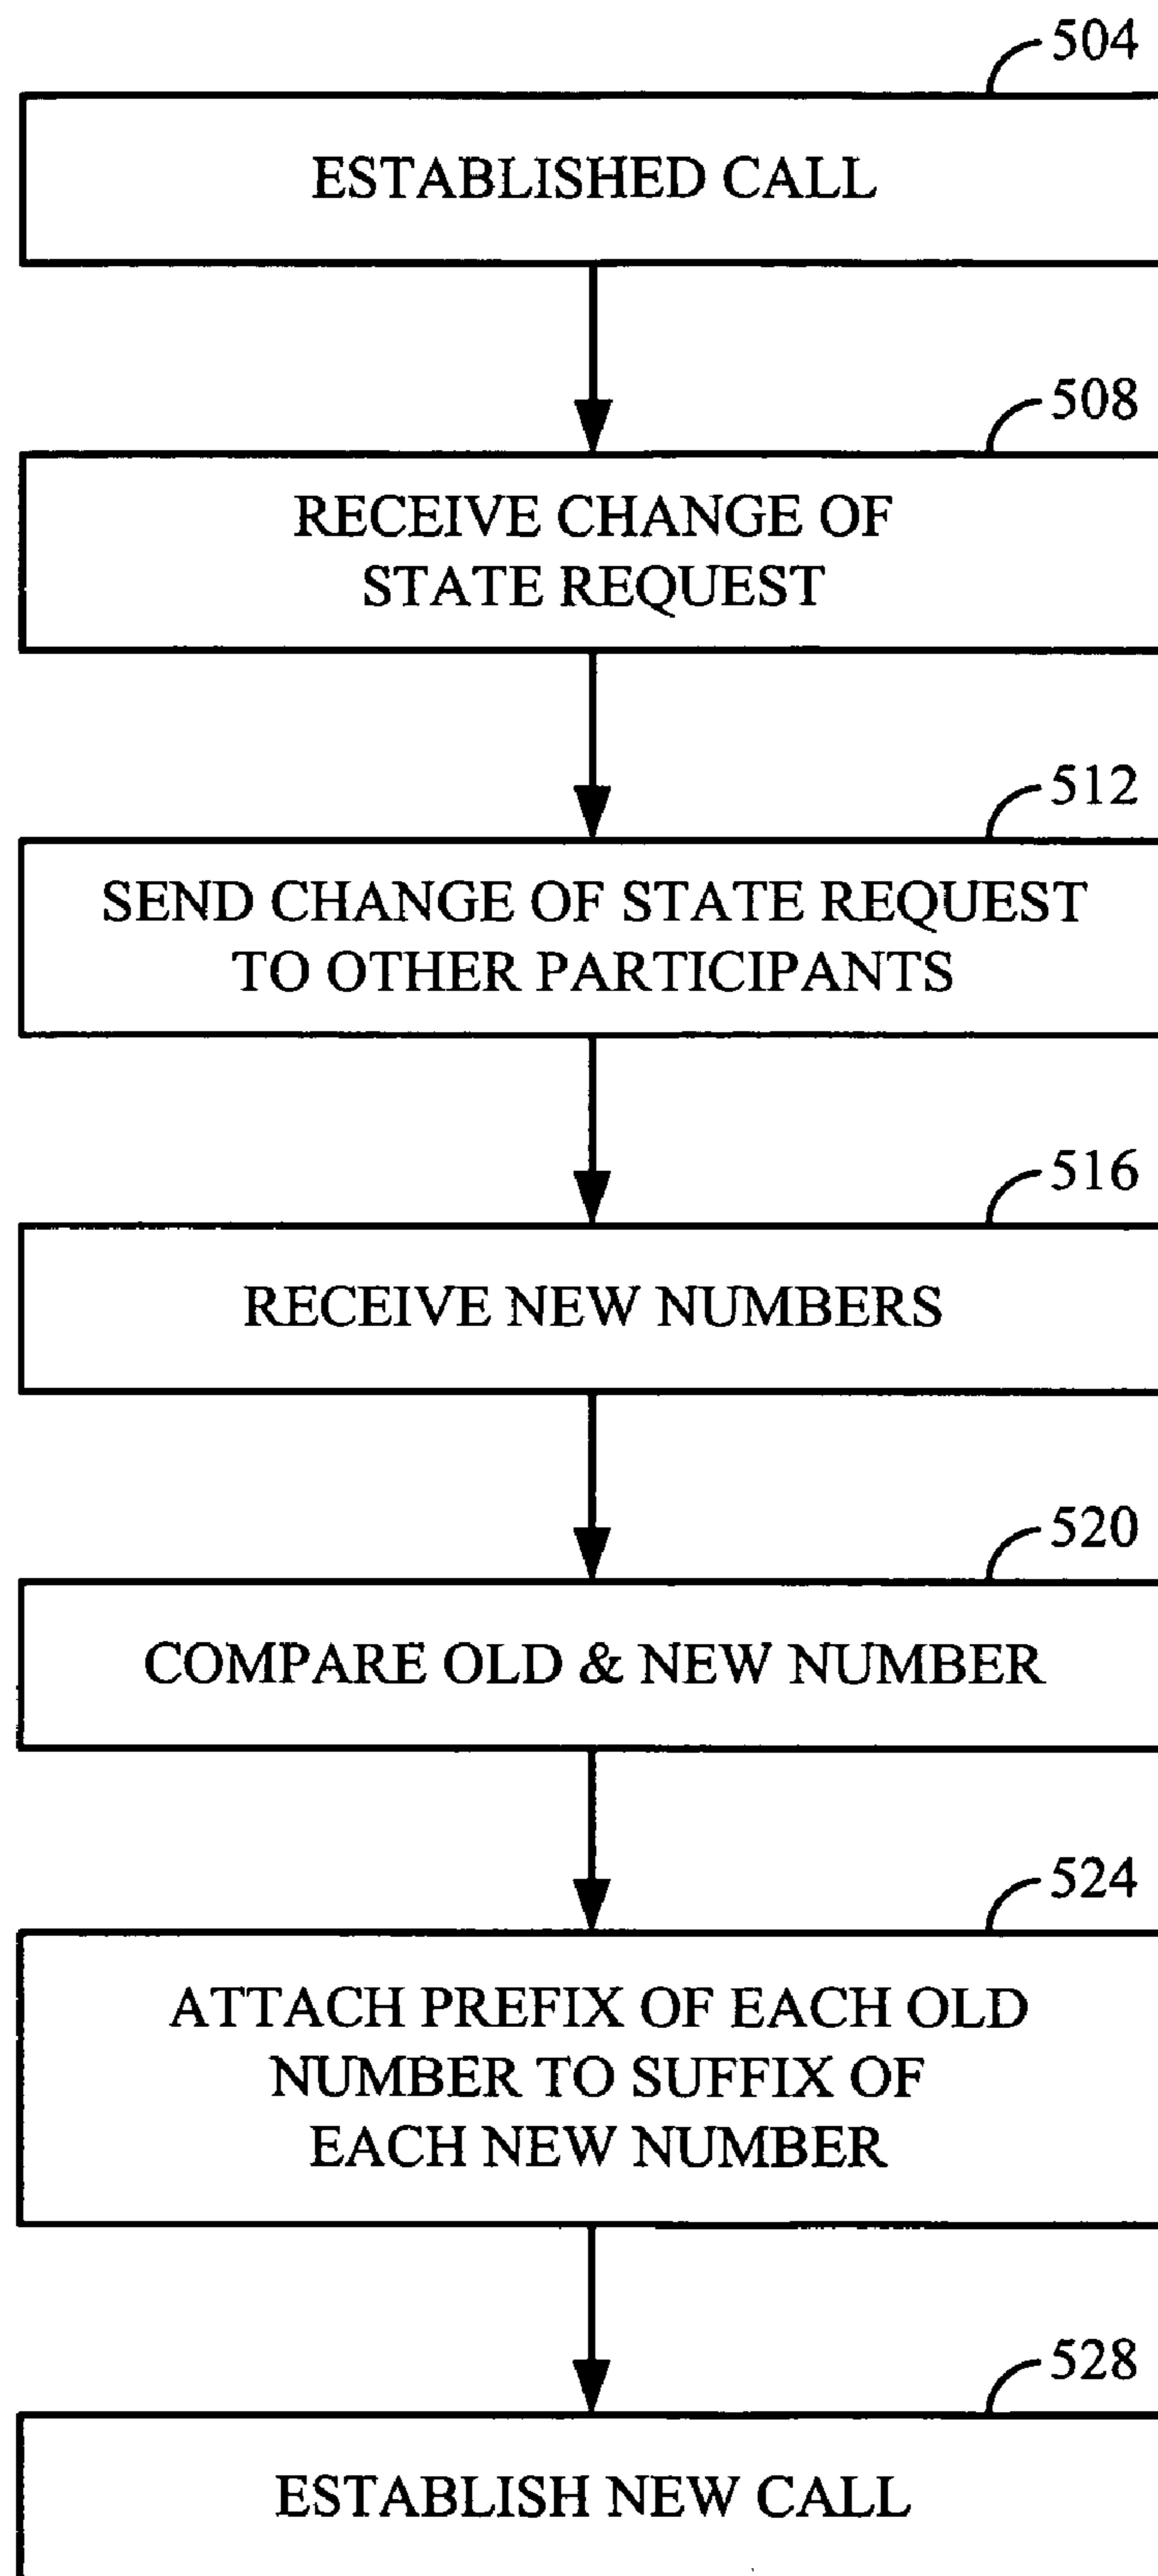 504
ESTABLISHED CALL
508
RECEIVE CHANGE OF
STATE REQUEST
512
SEND CHANGE OF STATE REQUEST
TO OTHER PARTICIPANTS
516
RECEIVE NEW NUMBERS
520
COMPARE OLD & NEW NUMBER
524
ATTACH PREFIX OF EACH OLD
NUMBER TO SUFFIX OF
EACH NEW NUMBER
528
ESTABLISH NEW CALL